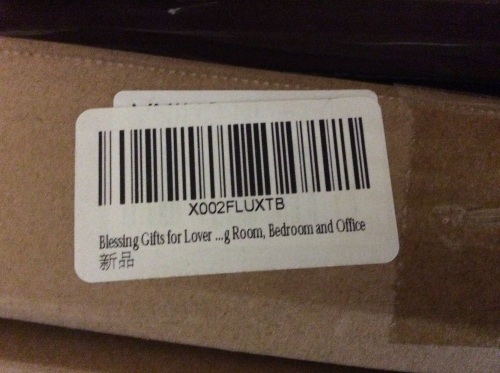 X002FLUXTB
Blessing Gifts for Lover ...g Room, Bedroom and Office
新品